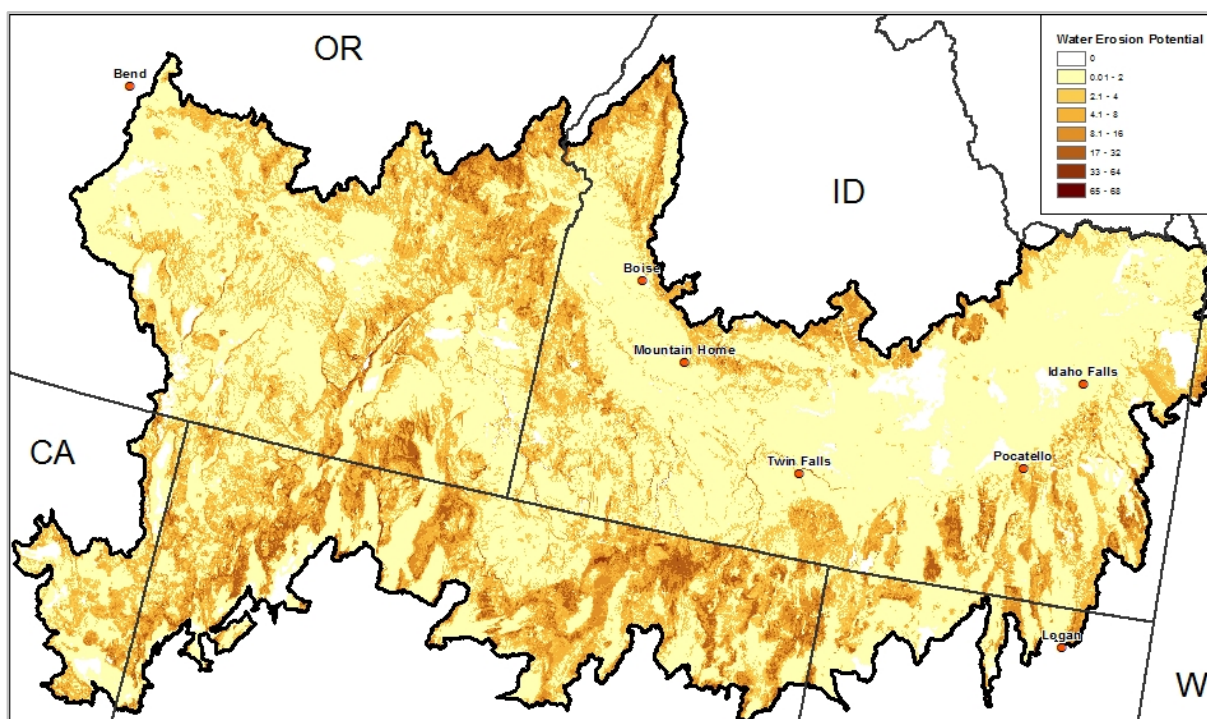 OR
Bend
Water Erosion Potential
0
0.01 - 2
2.1 - 4
4.1 - 8
8.1 - 16
17 - 32
33 - 64
65 - 68
ID
Boise
Mountain Home
Idaho Falls
CA
Twin Falls
Pocatello
Logan
W